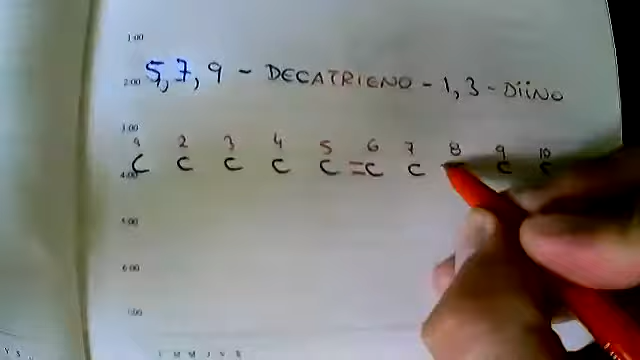 1:00
5,7,9 - DECATRIENO - 1,3 - DiiNO
2:00
3:00
1 2 3 4 5 6 7 8 9 10
C C C C C = C C C C
4:00
5:00
6:00
7:00